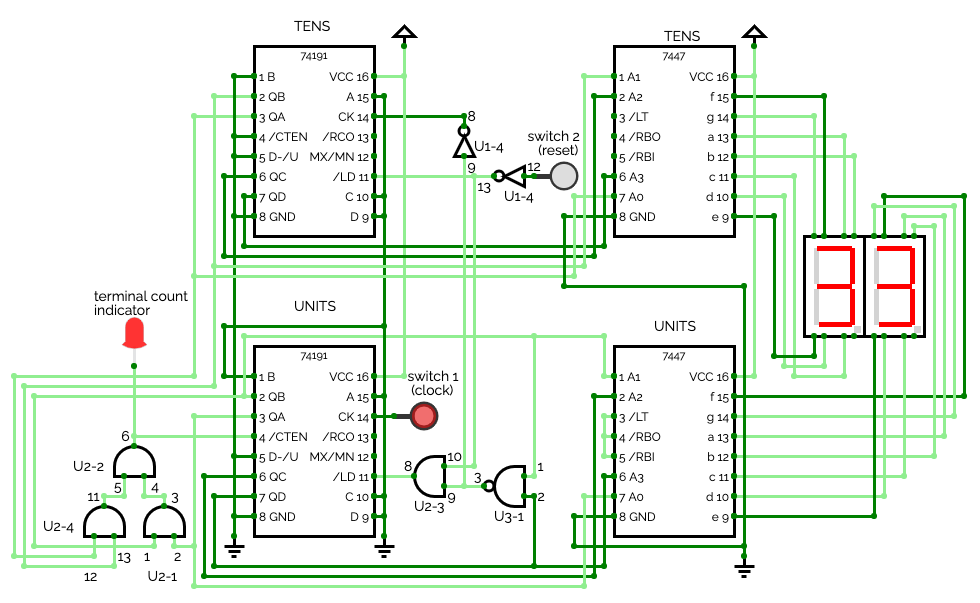 TENS
74191
1 B
VCC 16
2 QB
A 15
3 QA
CK 14
4 /CTEN
/RCO 13
5 D-/U
MX/MN 12
6 QC
/LD 11
7 QD
C 10
8 GND
D 9
8
U1-4
9
switch 2
(reset)
12
13
U1-4
TENS
7447
1 A1
VCC 16
2 A2
f 15
3 /LT
g 14
4 /RBO
a 13
5 /RBI
b 12
6 A3
c 11
7 A0
d 10
8 GND
e 9
33
terminal count
indicator
UNITS
74191
1 B
VCC 16
2 QB
A 15
3 QA
CK 14
4 /CTEN
/RCO 13
5 D-/U
MX/MN 12
6 QC
/LD 11
7 QD
C 10
8 GND
D 9
switch 1
(clock)
8
10
9
U2-3
3
1
2
U3-1
UNITS
7447
1 A1
VCC 16
2 A2
f 15
3 /LT
g 14
4 /RBO
a 13
5 /RBI
b 12
6 A3
c 11
7 A0
d 10
8 GND
e 9
6
U2-2
5
4
11
3
U2-4
13
1
2
12
U2-1